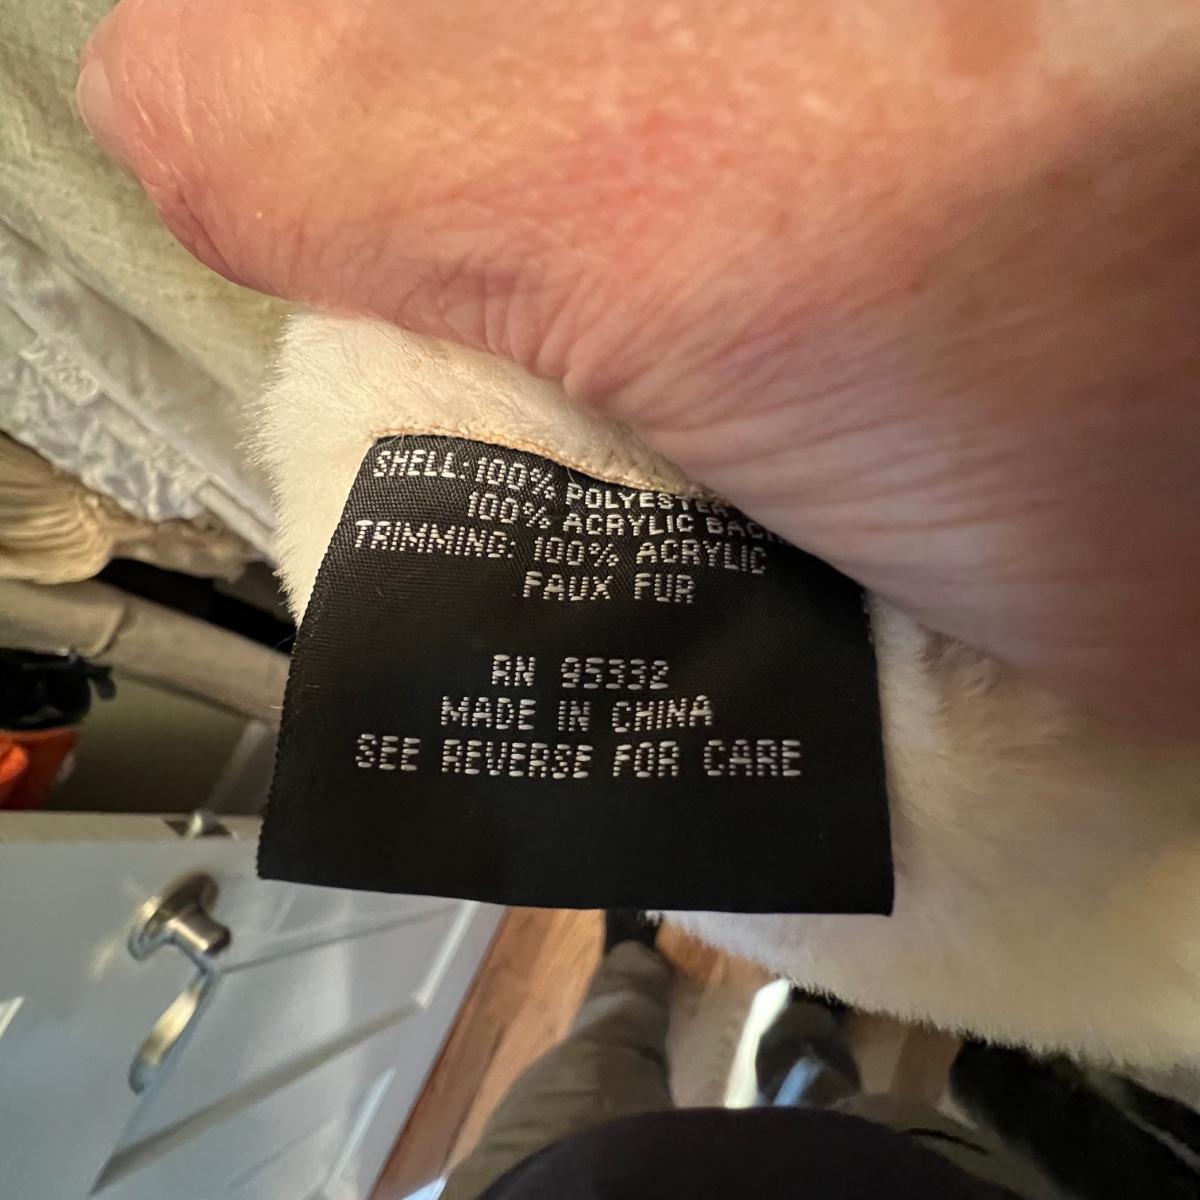 SHELL: 100% POLYESTER
100% ACRYLIC
TRIMMING: 100% ACRYLIC
FAUX FUR
RN 95332
MADE IN CHINA
SEE REVERSE FOR CARE